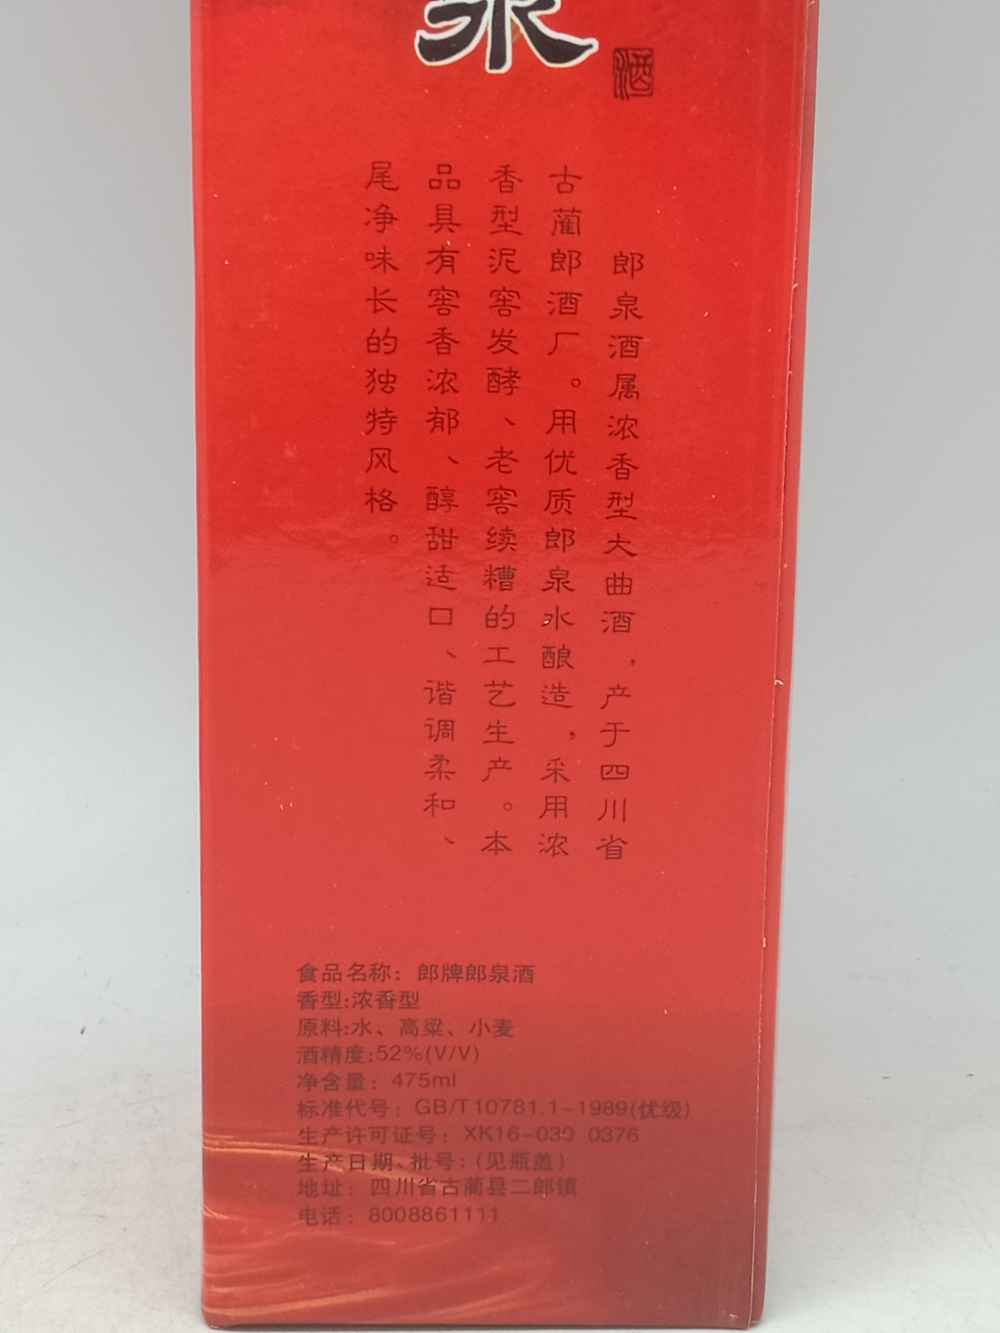 泉
酒
郎泉酒属浓香型大曲酒，产于四川省
古蔺郎酒厂。用优质郎泉水酿造，采用浓
香型泥窖发酵、老窖续糟的工艺生产。本
品具有窖香浓郁、醇甜适口、谐调柔和、
尾净味长的独特风格。
食品名称：郎牌郎泉酒
香型:浓香型
原料:水、高粱、小麦
酒精度:52%(V/V)
净含量：475ml
标准代号：GB/T10781.1-1989(优级)
生产许可证号：XK16-030 0376
生产日期、批号：(见瓶盖)
地址：四川省古蔺县二郎镇
电话：8008861111